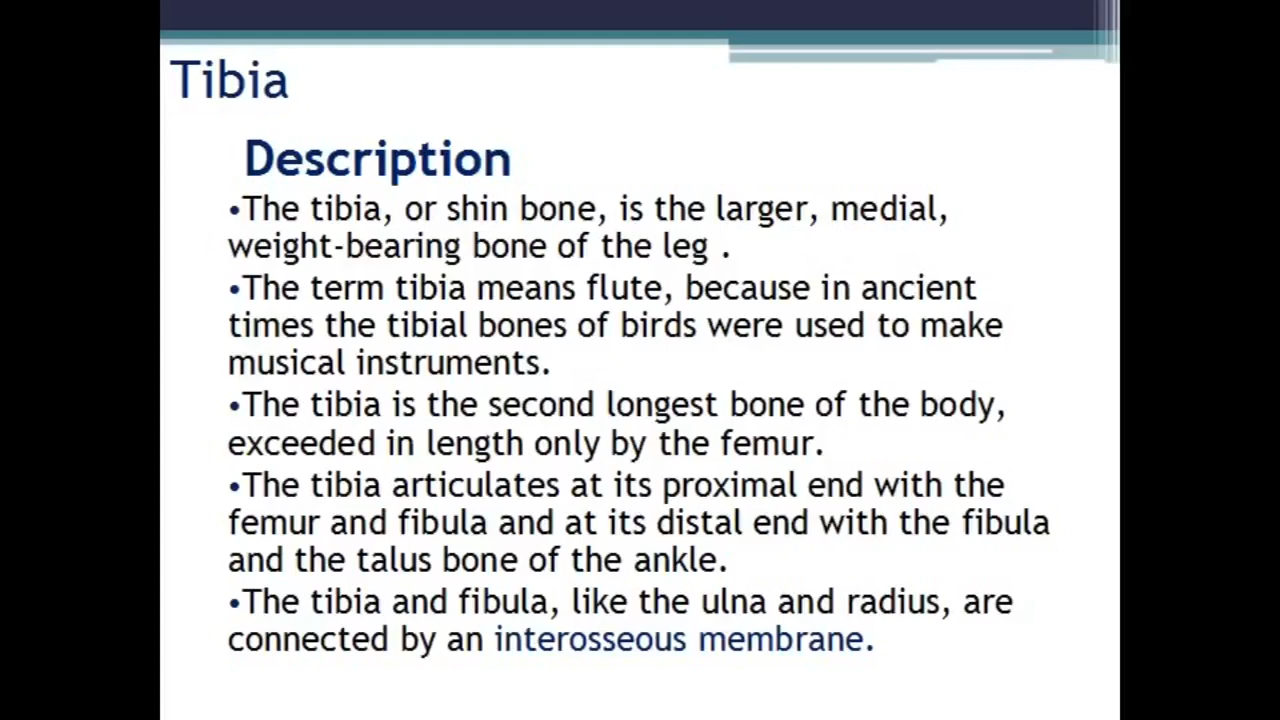 Tibia
Description
•The tibia, or shin bone, is the larger, medial,
weight-bearing bone of the leg .
•The term tibia means flute, because in ancient
times the tibial bones of birds were used to make
musical instruments.
•The tibia is the second longest bone of the body,
exceeded in length only by the femur.
•The tibia articulates at its proximal end with the
femur and fibula and at its distal end with the fibula
and the talus bone of the ankle.
•The tibia and fibula, like the ulna and radius, are
connected by an interosseous membrane.